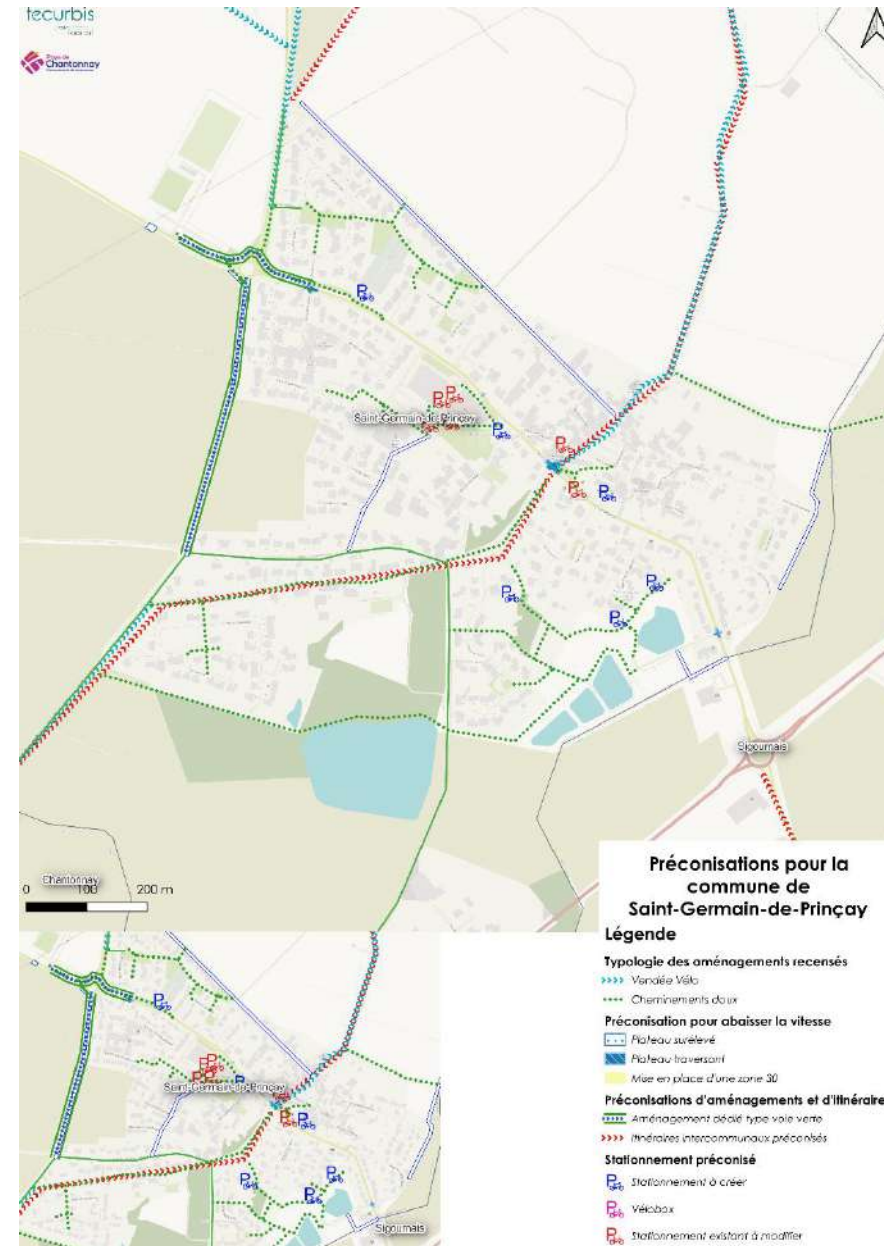 tecurbis
Pays de
Chantonnay
Saint-Germain-de-Prinçay
Sigournais
Chantonnay
0 100 200 m
Préconisations pour la
commune de
Saint-Germain-de-Prinçay
Légende
Typologie des aménagements recensés
Vendée Vélo
Cheminements doux
Préconisation pour abaisser la vitesse
Plateau surélevé
Plateau traversant
Mise en place d'une zone 30
Préconisations d'aménagements et d'itinéraire
Aménagement dédié type voie verte
Itinéraires intercommunaux préconisés
Stationnement préconisé
Stationnement à créer
Vélobox
Stationnement existant à modifier
Saint-Germain-de-Prinçay
Sigournais